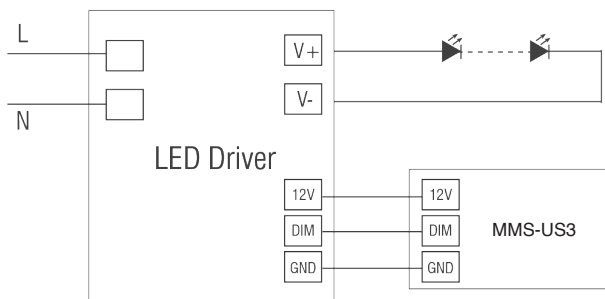 L
V+
V-
N
LED Driver
12V
12V
DIM
DIM
MMS-US3
GND
GND